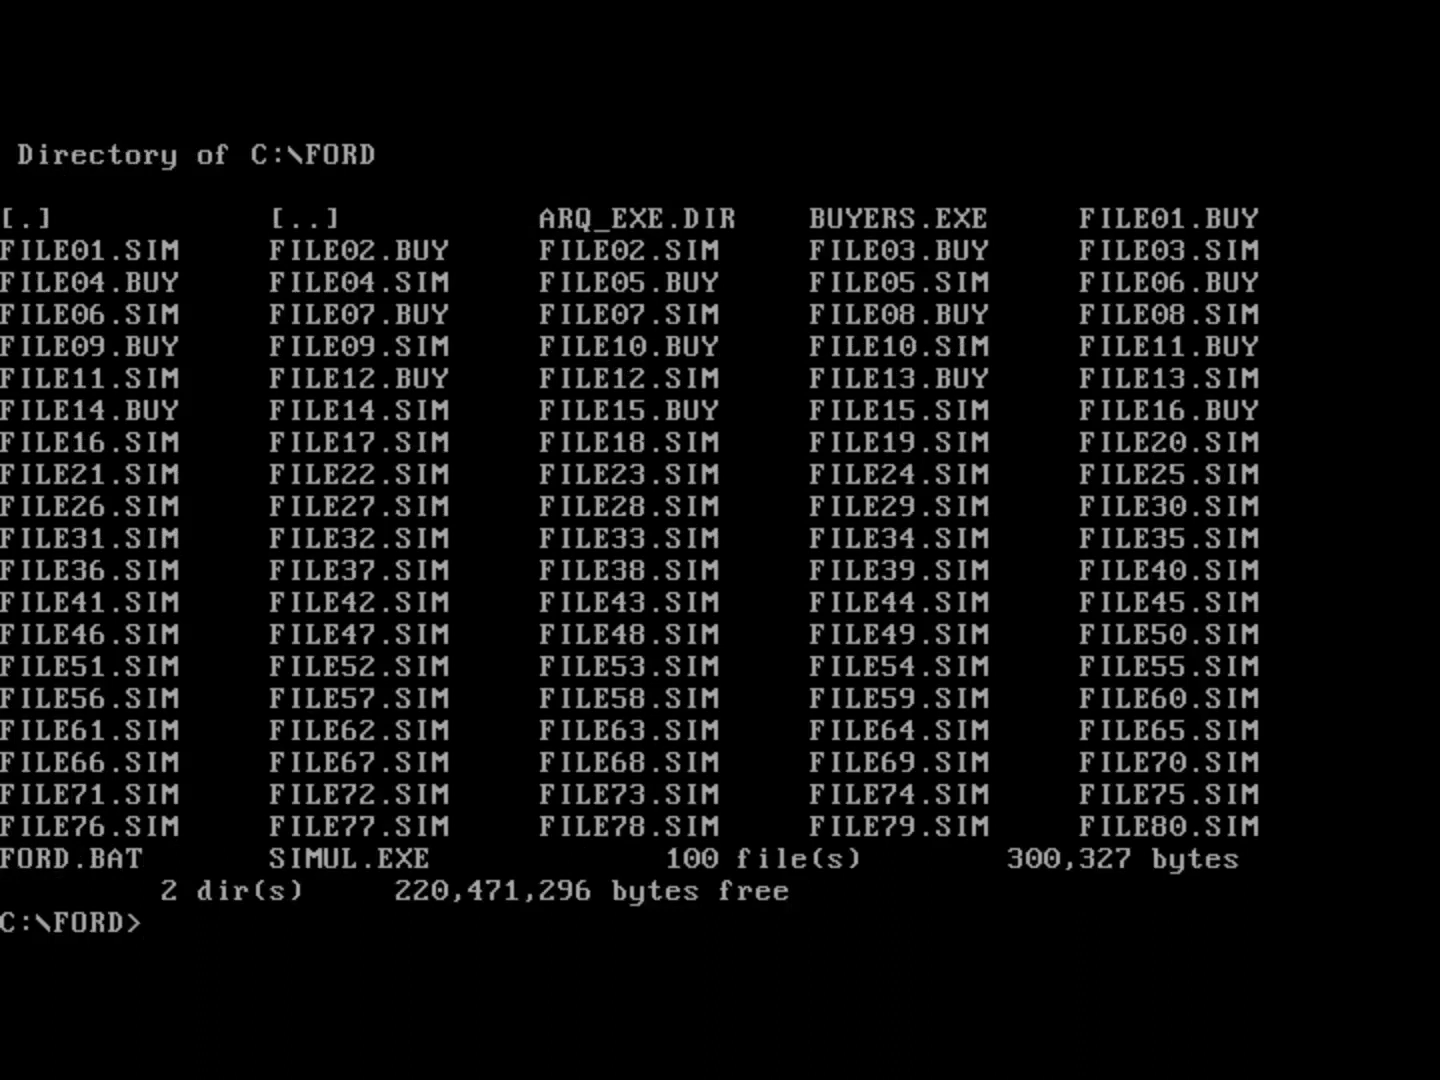 Directory of C:\FORD
[.] [..] ARQ_EXE.DIR BUYERS.EXE FILE01.BUY
FILE01.SIM FILE02.BUY FILE02.SIM FILE03.BUY FILE03.SIM
FILE04.BUY FILE04.SIM FILE05.BUY FILE05.SIM FILE06.BUY
FILE06.SIM FILE07.BUY FILE07.SIM FILE08.BUY FILE08.SIM
FILE09.BUY FILE09.SIM FILE10.BUY FILE10.SIM FILE11.BUY
FILE11.SIM FILE12.BUY FILE12.SIM FILE13.BUY FILE13.SIM
FILE14.BUY FILE14.SIM FILE15.BUY FILE15.SIM FILE16.BUY
FILE16.SIM FILE17.SIM FILE18.SIM FILE19.SIM FILE20.SIM
FILE21.SIM FILE22.SIM FILE23.SIM FILE24.SIM FILE25.SIM
FILE26.SIM FILE27.SIM FILE28.SIM FILE29.SIM FILE30.SIM
FILE31.SIM FILE32.SIM FILE33.SIM FILE34.SIM FILE35.SIM
FILE36.SIM FILE37.SIM FILE38.SIM FILE39.SIM FILE40.SIM
FILE41.SIM FILE42.SIM FILE43.SIM FILE44.SIM FILE45.SIM
FILE46.SIM FILE47.SIM FILE48.SIM FILE49.SIM FILE50.SIM
FILE51.SIM FILE52.SIM FILE53.SIM FILE54.SIM FILE55.SIM
FILE56.SIM FILE57.SIM FILE58.SIM FILE59.SIM FILE60.SIM
FILE61.SIM FILE62.SIM FILE63.SIM FILE64.SIM FILE65.SIM
FILE66.SIM FILE67.SIM FILE68.SIM FILE69.SIM FILE70.SIM
FILE71.SIM FILE72.SIM FILE73.SIM FILE74.SIM FILE75.SIM
FILE76.SIM FILE77.SIM FILE78.SIM FILE79.SIM FILE80.SIM
FORD.BAT SIMUL.EXE 100 file(s) 300,327 bytes
2 dir(s) 220,471,296 bytes free
C:\FORD>